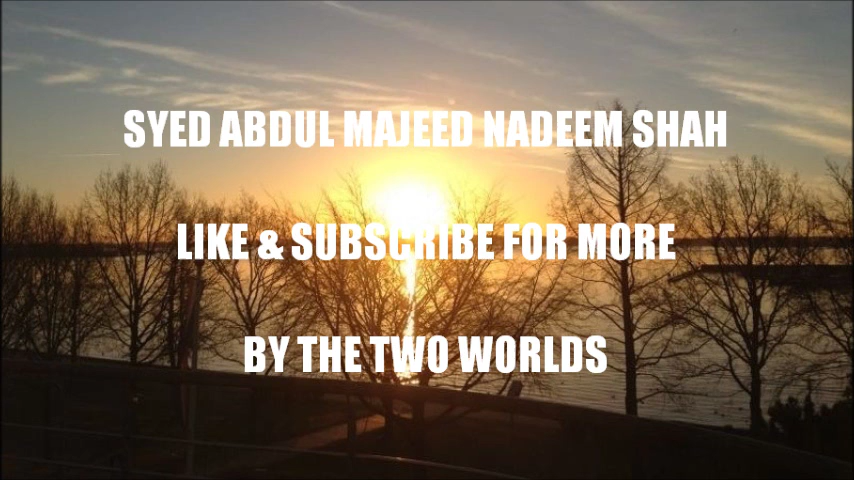 SYED ABDUL MAJEED NADEEM SHAH
LIKE & SUBSCRIBE FOR MORE
BY THE TWO WORLDS